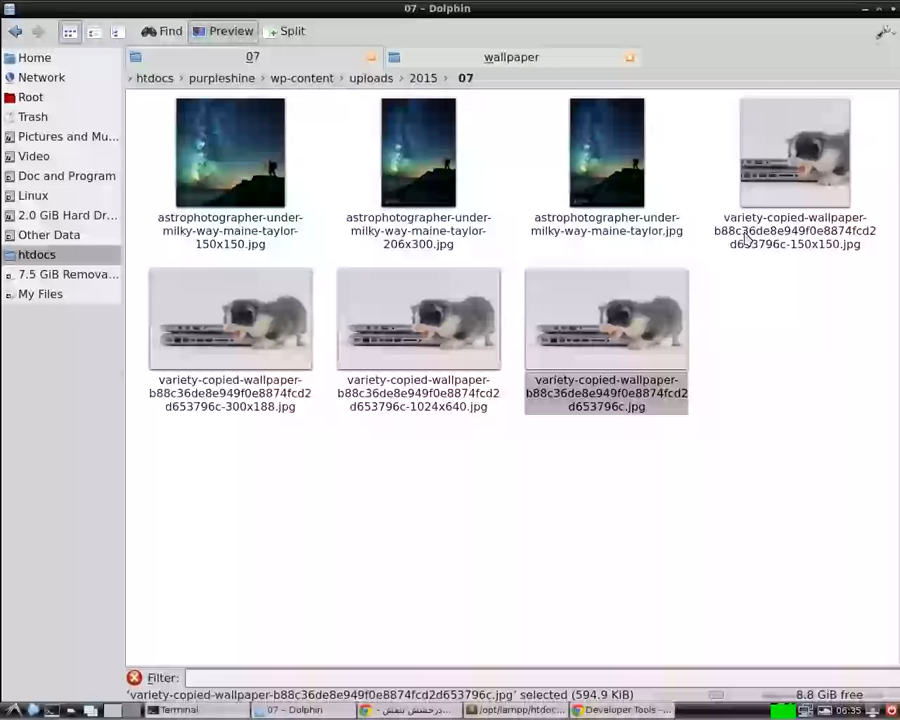 07 – Dolphin
Find
Preview
Split
Home
Network
Root
Trash
Pictures and Mu...
Video
Doc and Program
Linux
2.0 GiB Hard Dr...
Other Data
htdocs
7.5 GiB Remova...
My Files
07
wallpaper
htdocs
purpleshine
wp-content
uploads
2015
07
astrophotographer-under-
milky-way-maine-taylor-
150x150.jpg
astrophotographer-under-
milky-way-maine-taylor-
206x300.jpg
astrophotographer-under-
milky-way-maine-taylor.jpg
variety-copied-wallpaper-
b88c36de8e949f0e8874fcd2
d653796c-150x150.jpg
variety-copied-wallpaper-
b88c36de8e949f0e8874fcd2
d653796c-300x188.jpg
variety-copied-wallpaper-
b88c36de8e949f0e8874fcd2
d653796c-1024x640.jpg
variety-copied-wallpaper-
b88c36de8e949f0e8874fcd2
d653796c.jpg
Filter:
'variety-copied-wallpaper-b88c36de8e949f0e8874fcd2d653796c.jpg' selected (594.9 KiB)
8.8 GiB free
Terminal
07 – Dolphin
درخشش بنفش - ...
/opt/lampp/htdoc...
Developer Tools -...
06:35